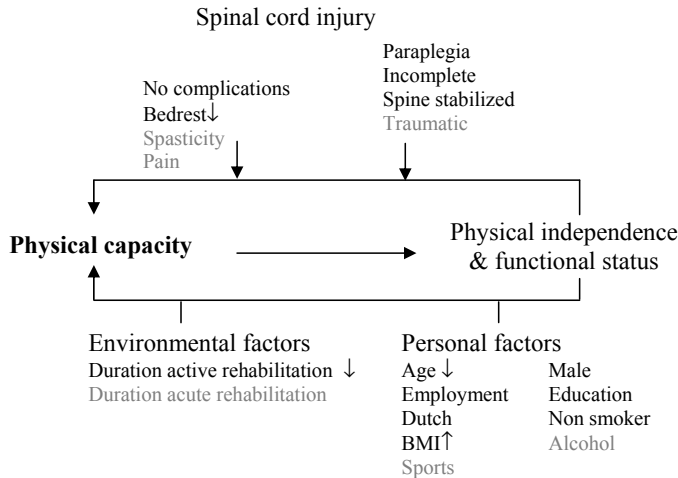 Spinal cord injury
No complications
Bedrest↓
Spasticity
Pain
Paraplegia
Incomplete
Spine stabilized
Traumatic
Physical capacity
Physical independence
& functional status
Environmental factors
Duration active rehabilitation ↓
Duration acute rehabilitation
Personal factors
Age ↓
Employment
Dutch
BMI↑
Sports
Male
Education
Non smoker
Alcohol